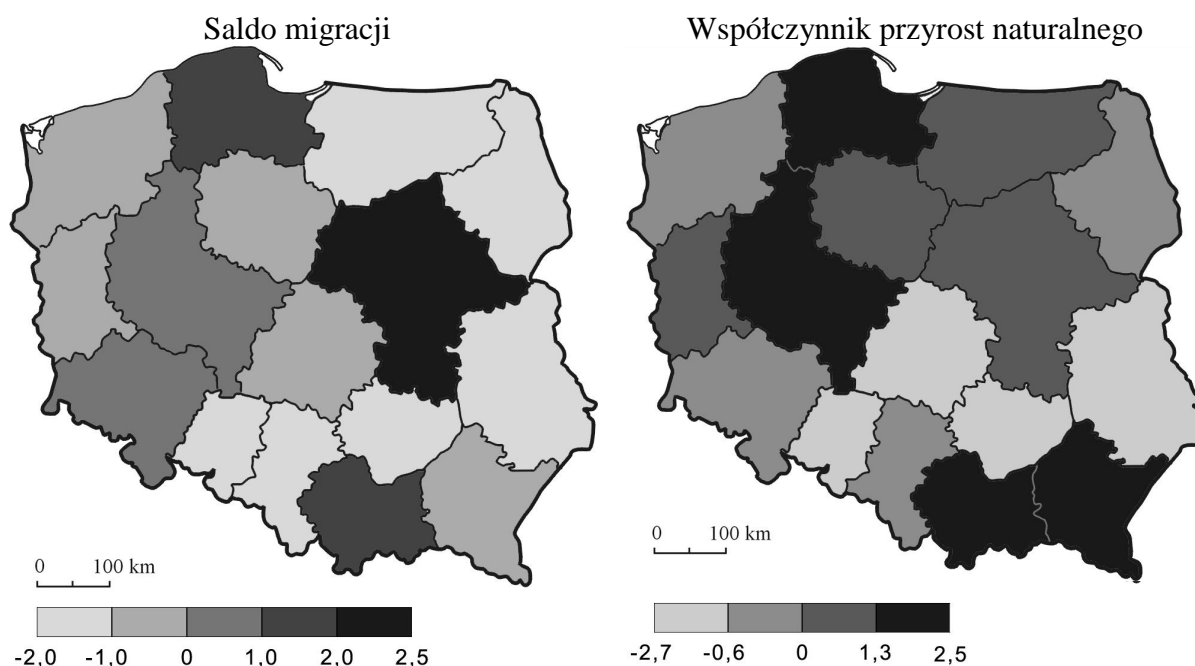 Saldo migracji
Współczynnik przyrost naturalnego
0 100 km
0 100 km
-2,0 -1,0 0 1,0 2,0 2,5
-2,7 -0,6 0 1,3 2,5